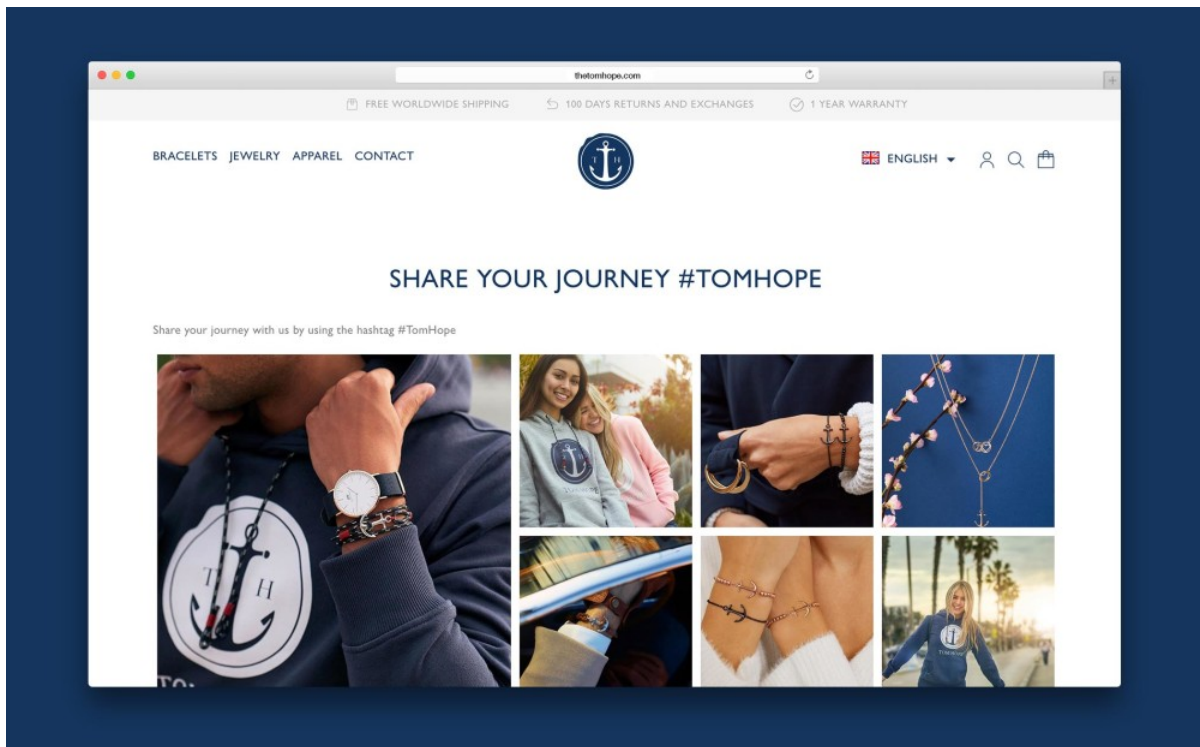 thetomhope.com
FREE WORLDWIDE SHIPPING 100 DAYS RETURNS AND EXCHANGES 1 YEAR WARRANTY
BRACELETS JEWELRY APPAREL CONTACT
T H
ENGLISH
SHARE YOUR JOURNEY #TOMHOPE
Share your journey with us by using the hashtag #TomHope
T H